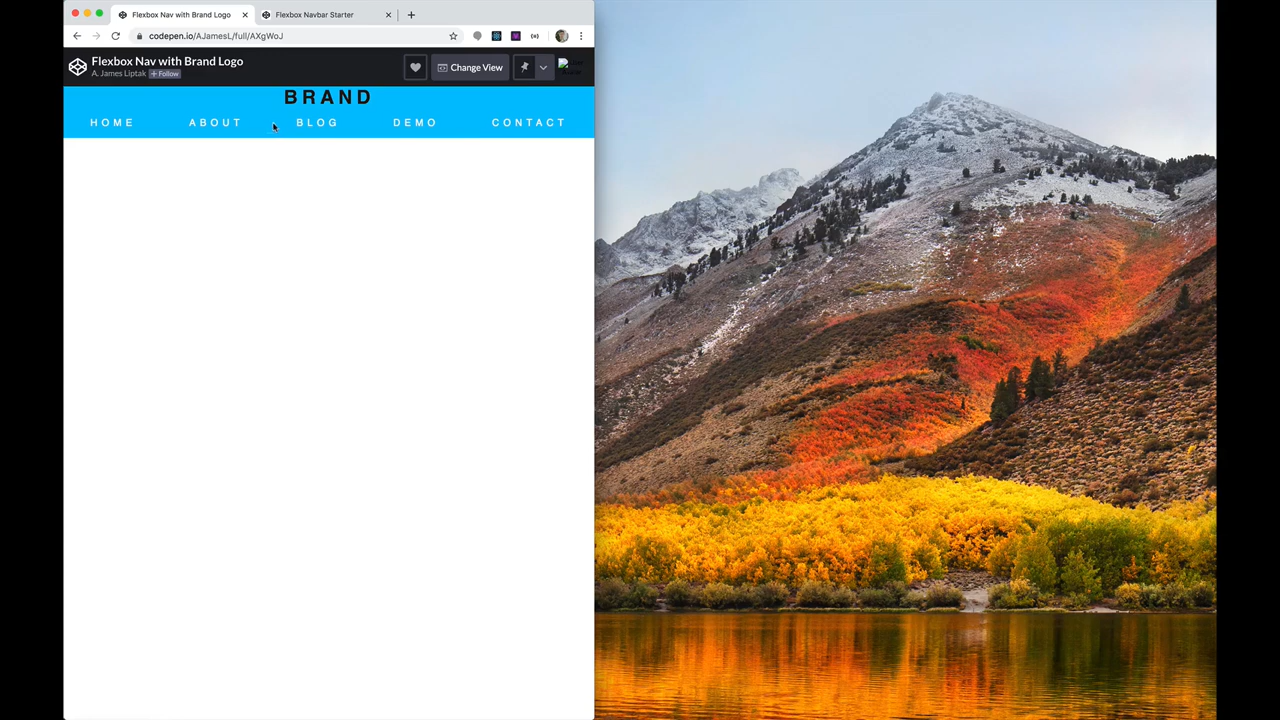 Flexbox Nav with Brand Logo
Flexbox Navbar Starter
codepen.io/AJamesL/full/AXgWoJ
Flexbox Nav with Brand Logo
A. James Liptak + Follow
Change View
BRAND
HOME ABOUT BLOG DEMO CONTACT